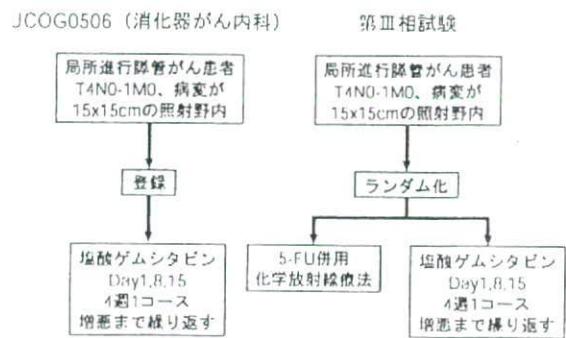 JCOG0506（消化器がん内科）
第Ⅲ相試験
局所進行膵管がん患者
T4N0-1M0、病変が
15x15cmの照射野内
登録
塩酸ゲムシタビン
Day1,8,15
4週1コース
増悪まで繰り返す
局所進行膵管がん患者
T4N0-1M0、病変が
15x15cmの照射野内
ランダム化
5-FU併用
化学放射線療法
塩酸ゲムシタビン
Day1,8,15
4週1コース
増悪まで繰り返す